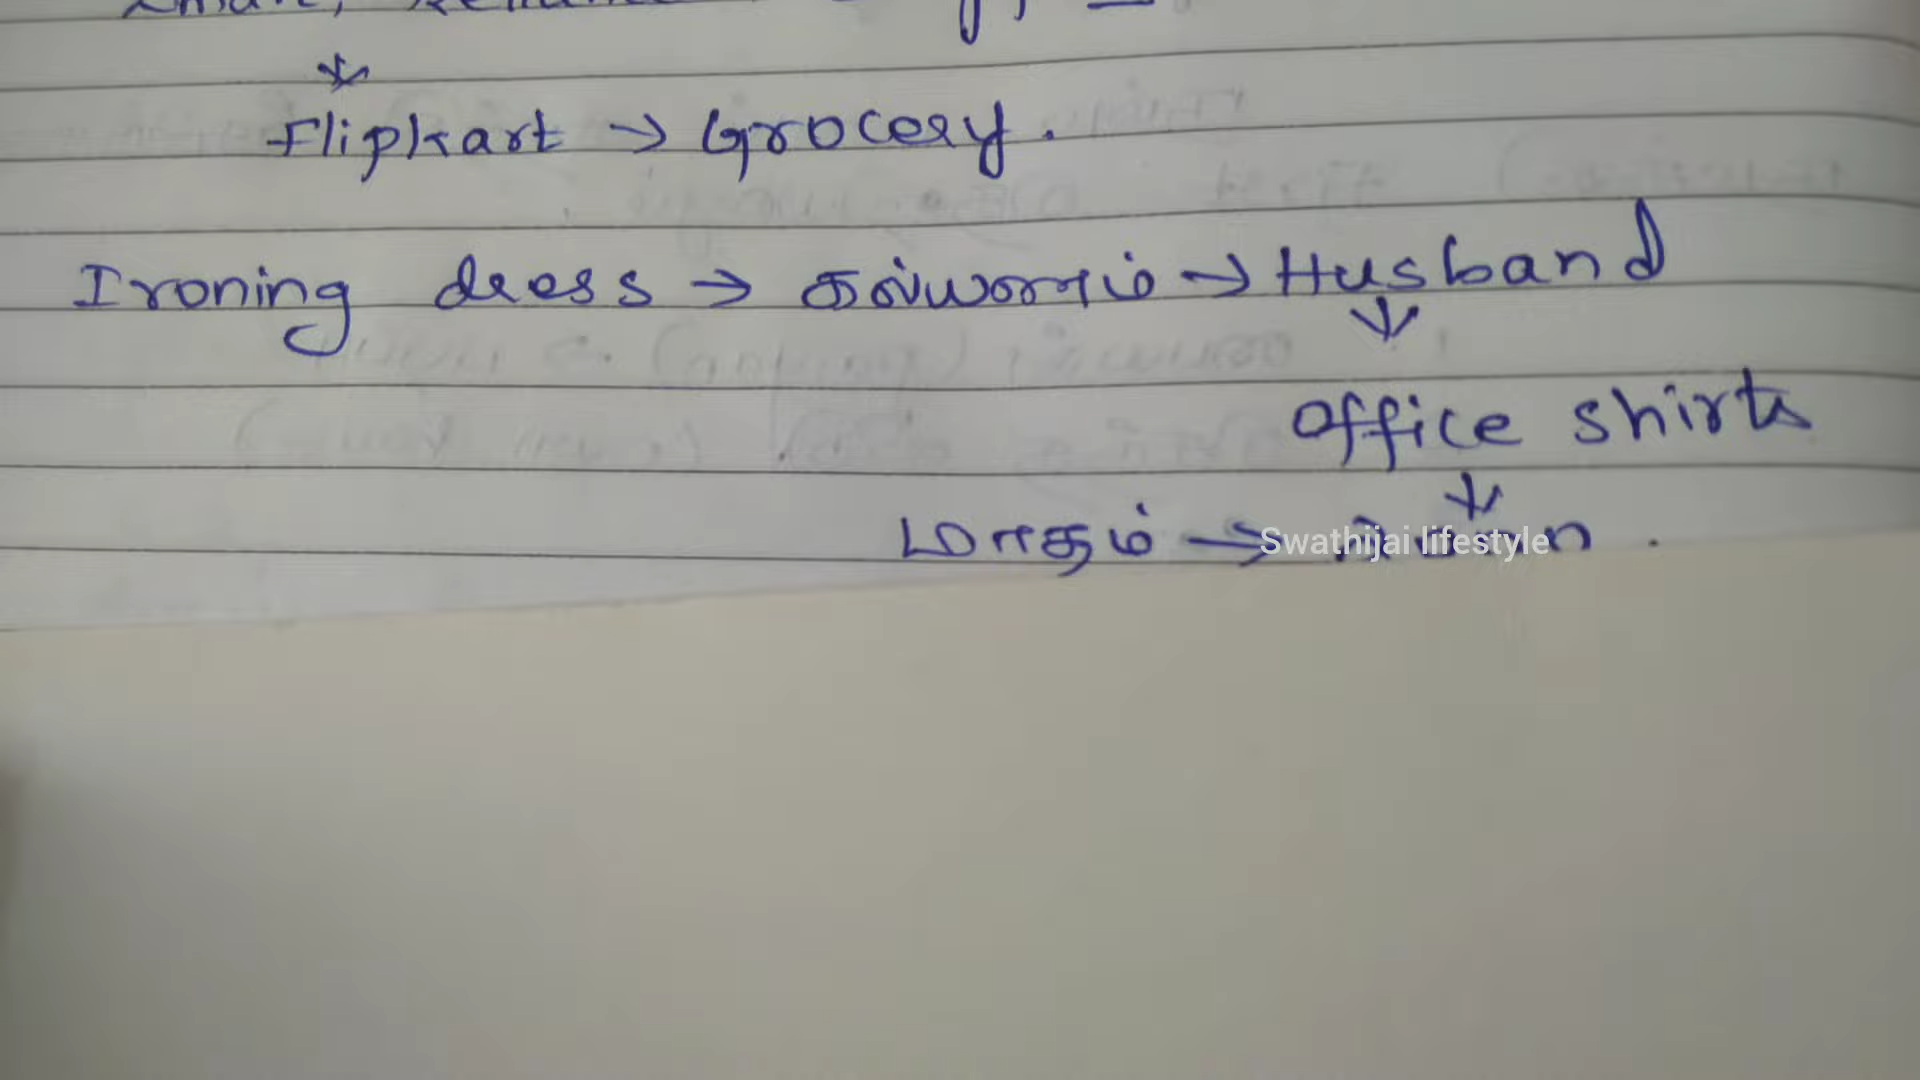 Flipkart → Grocery.
Ironing dress → கல்யாணம் → Husband
↓
office shirts
↓
மாதம் →
Swathijai lifestyle